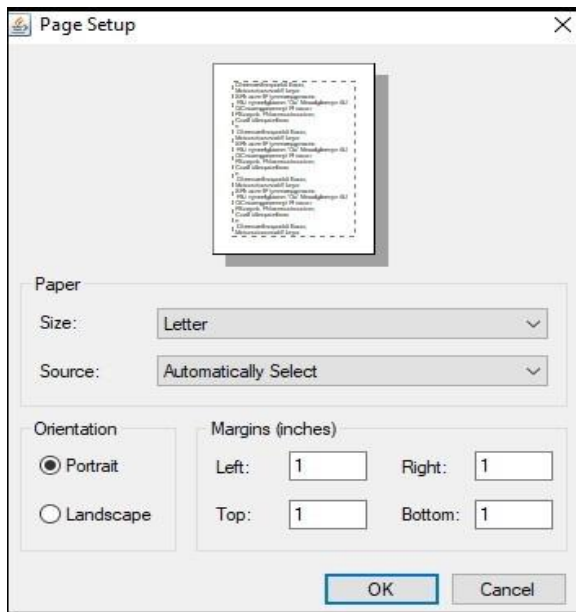 Page Setup
Paper
Size: Letter
Source: Automatically Select
Orientation
Portrait
Landscape
Margins (inches)
Left: 1 Right: 1
Top: 1 Bottom: 1
OK Cancel